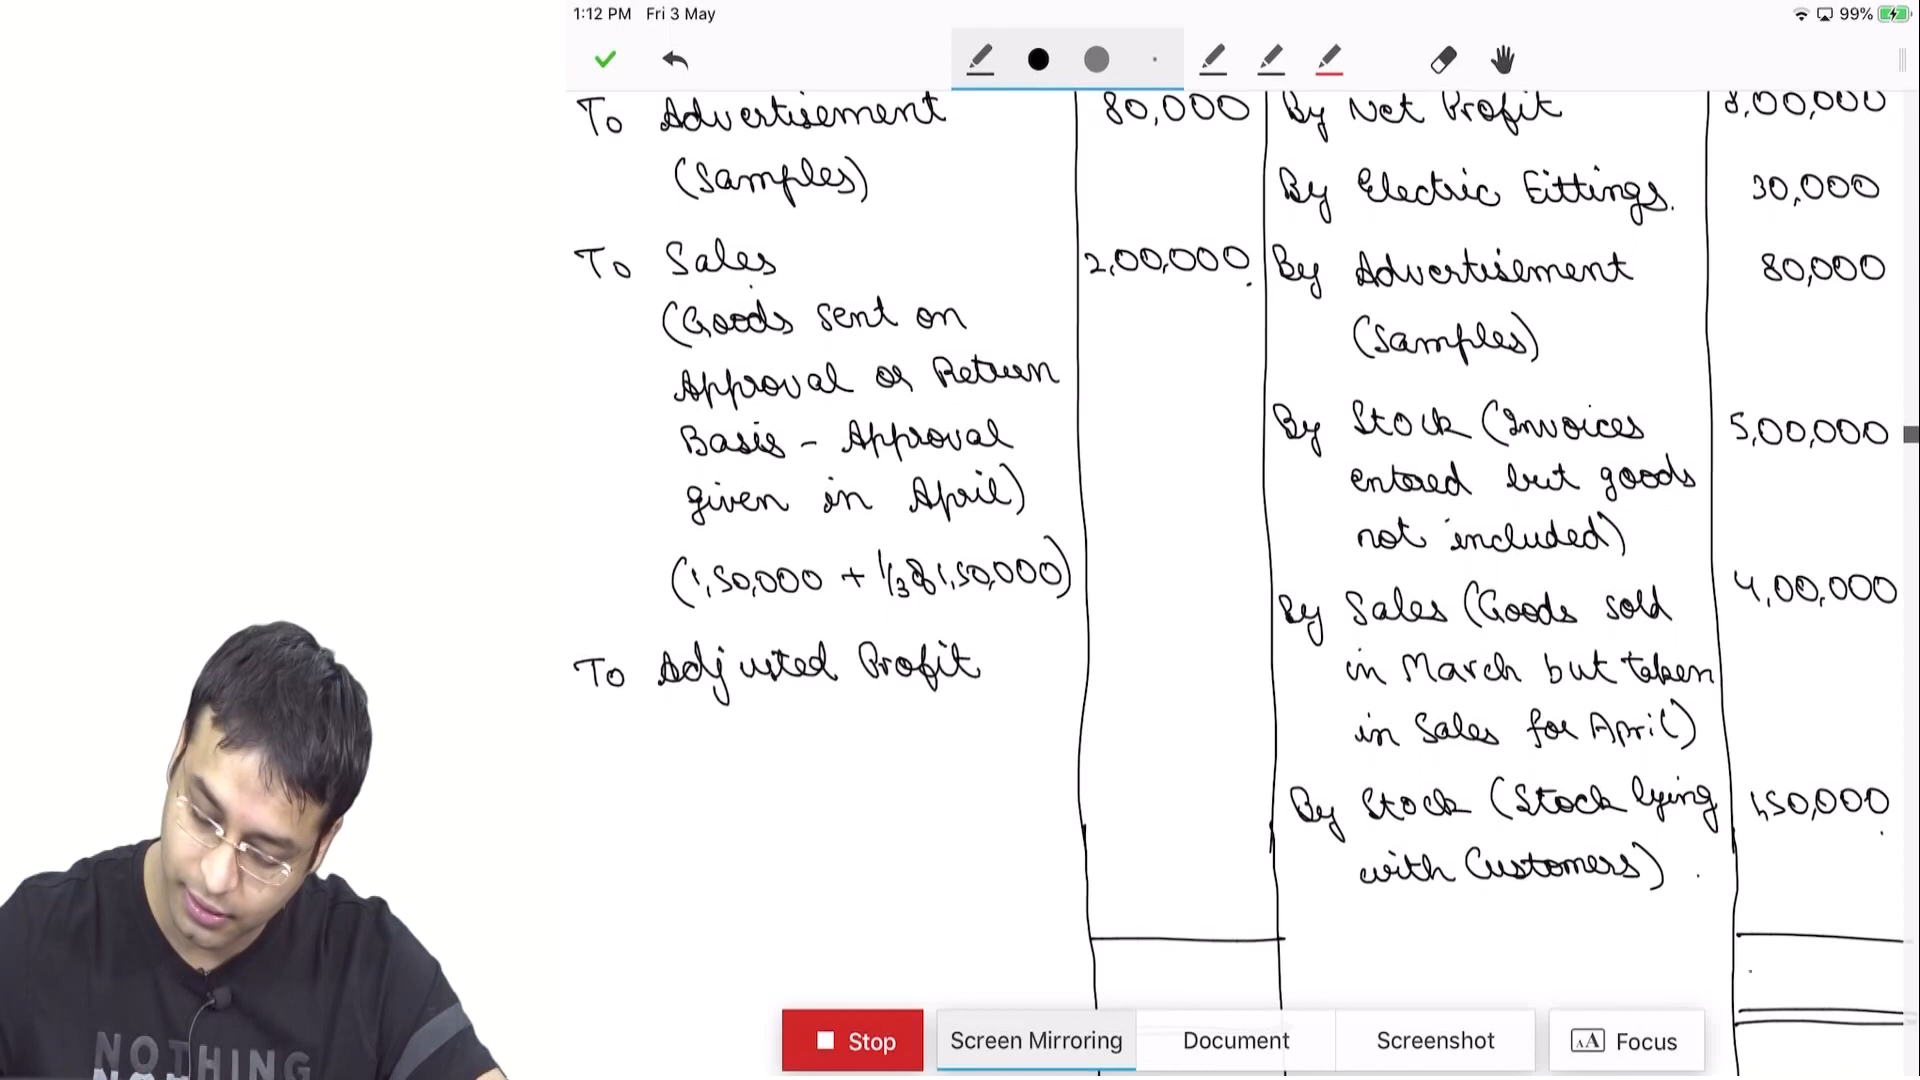 1:12 PM Fri 3 May
99%
To Advertisement
(Samples)
80,000
To Sales
2,00,000
(Goods sent on
Approval or Return
Basis - Approval
given in April)
(1,50,000 + 1/3 of 1,50,000)
To Adjusted Profit
By Net Profit
8,00,000
By Electric Fittings.
30,000
By Advertisement
80,000
(Samples)
By Stock (Invoices
5,00,000
entered but goods
not included)
By Sales (Goods sold
4,00,000
in March but taken
in Sales for April)
By Stock (Stock lying
1,50,000
with Customers)
NOTHING
Stop
Screen Mirroring
Document
Screenshot
AA Focus